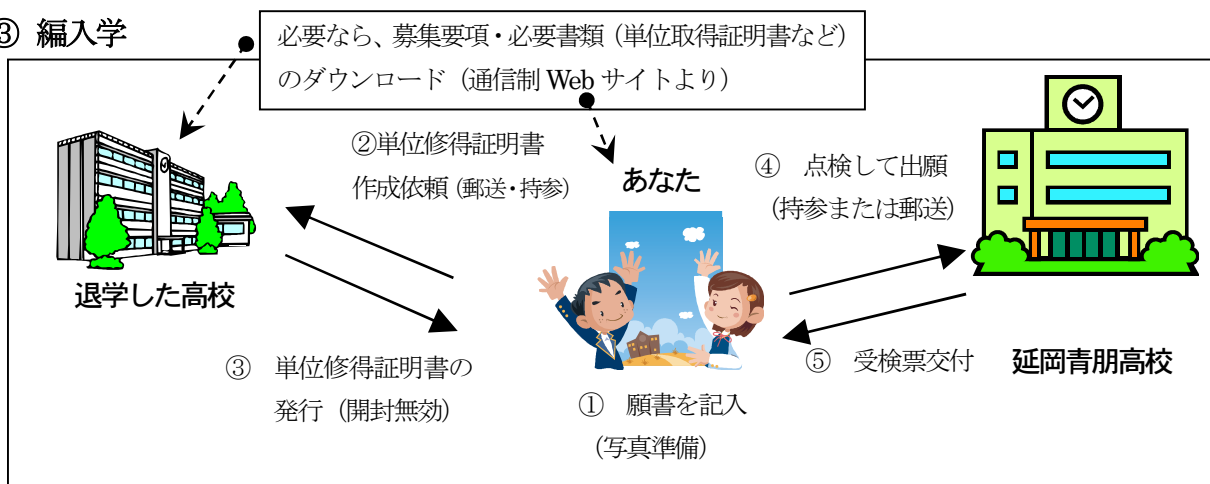 ③ 編入学
必要なら、募集要項・必要書類（単位取得証明書など）
のダウンロード（通信制 Web サイトより）
②単位修得証明書
作成依頼（郵送・持参）
あなた
④ 点検して出願
（持参または郵送）
退学した高校
③ 単位修得証明書の
発行（開封無効）
① 願書を記入
（写真準備）
⑤ 受検票交付
延岡青朋高校